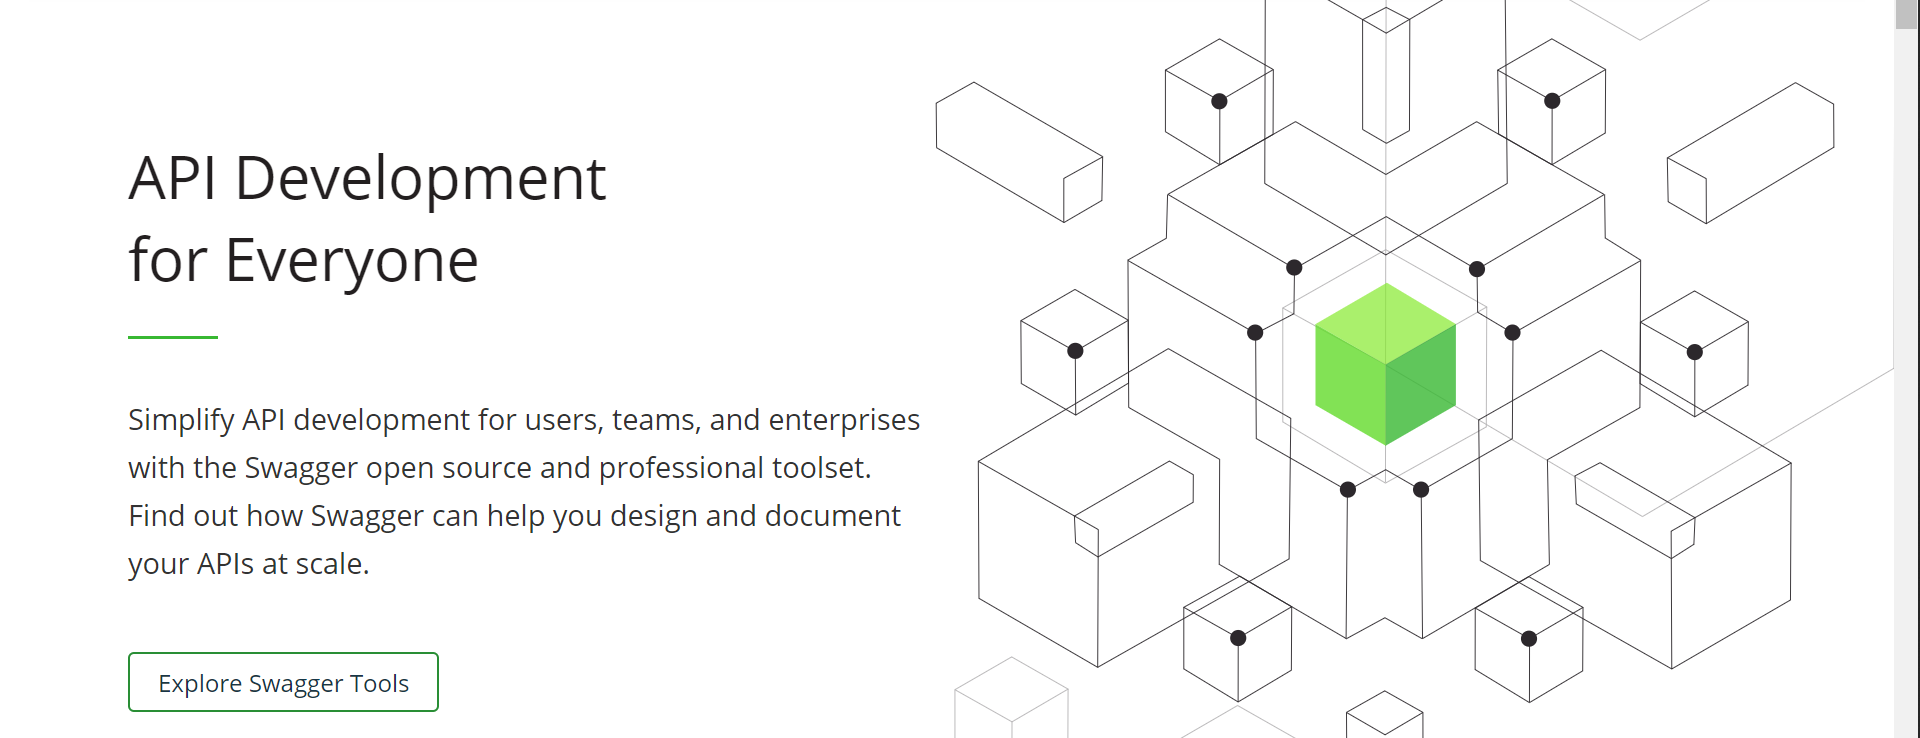 API Development
for Everyone
Simplify API development for users, teams, and enterprises
with the Swagger open source and professional toolset.
Find out how Swagger can help you design and document
your APIs at scale.
Explore Swagger Tools